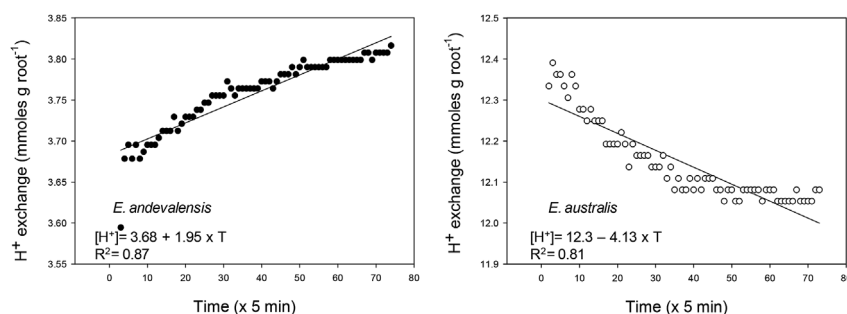 3.85
3.80
3.75
3.70
3.65
3.60
3.55
H⁺ exchange (mmoles g root⁻¹)
E. andevalensis
[H⁺]= 3.68 + 1.95 x T
R²= 0.87
0 10 20 30 40 50 60 70 80
Time (x 5 min)
12.5
12.4
12.3
12.2
12.1
12.0
11.9
H⁺ exchange (mmoles g root⁻¹)
E. australis
[H⁺]= 12.3 – 4.13 x T
R²= 0.81
0 10 20 30 40 50 60 70 80
Time (x 5 min)